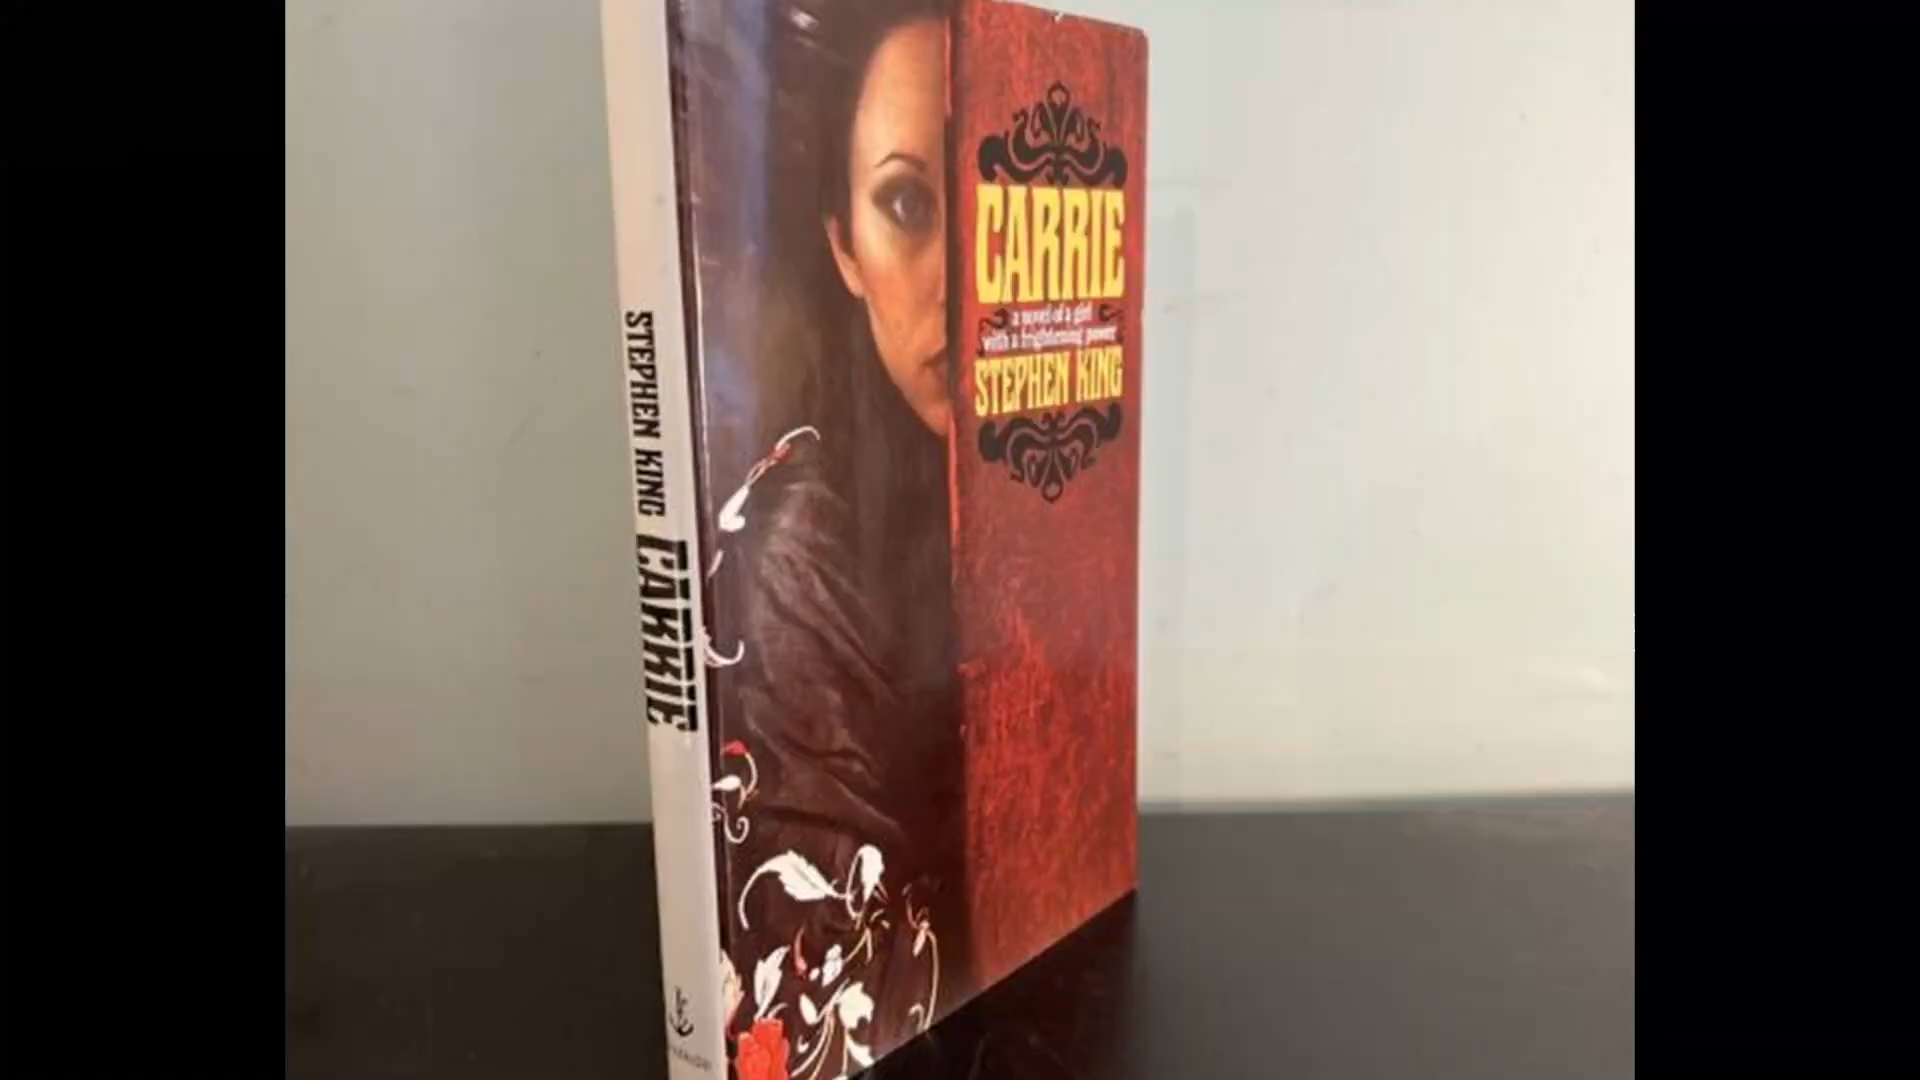 STEPHEN KING CARRIE
CARRIE
a novel of a girl
with a frightening power
STEPHEN KING